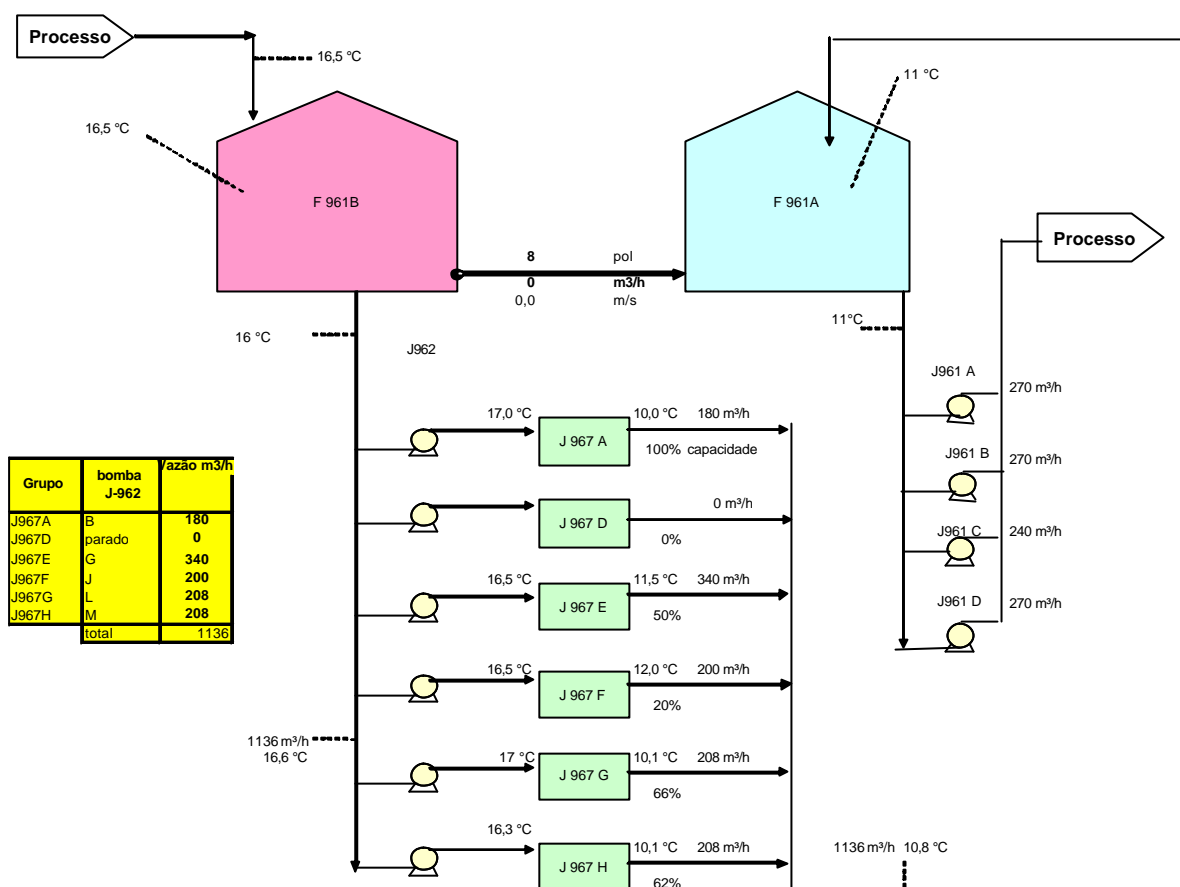 Processo
16,5 °C
11 °C
16,5 °C
F 961B
F 961A
Processo
8 pol
0 m3/h
0,0 m/s
11°C
16 °C
J962
J961 A
270 m³/h
17,0 °C
J 967 A
10,0 °C 180 m³/h
100% capacidade
J961 B
270 m³/h
Grupo
bomba
J-962
Vazão m3/h
J967A B 180
J967D parado 0
J967E G 340
J967F J 200
J967G L 208
J967H M 208
total 1136
J 967 D
0 m³/h
0%
J961 C
240 m³/h
16,5 °C
J 967 E
11,5 °C 340 m³/h
50%
J961 D
270 m³/h
16,5 °C
J 967 F
12,0 °C 200 m³/h
20%
1136 m³/h
16,6 °C
17 °C
J 967 G
10,1 °C 208 m³/h
66%
16,3 °C
J 967 H
10,1 °C 208 m³/h
62%
1136 m³/h 10,8 °C